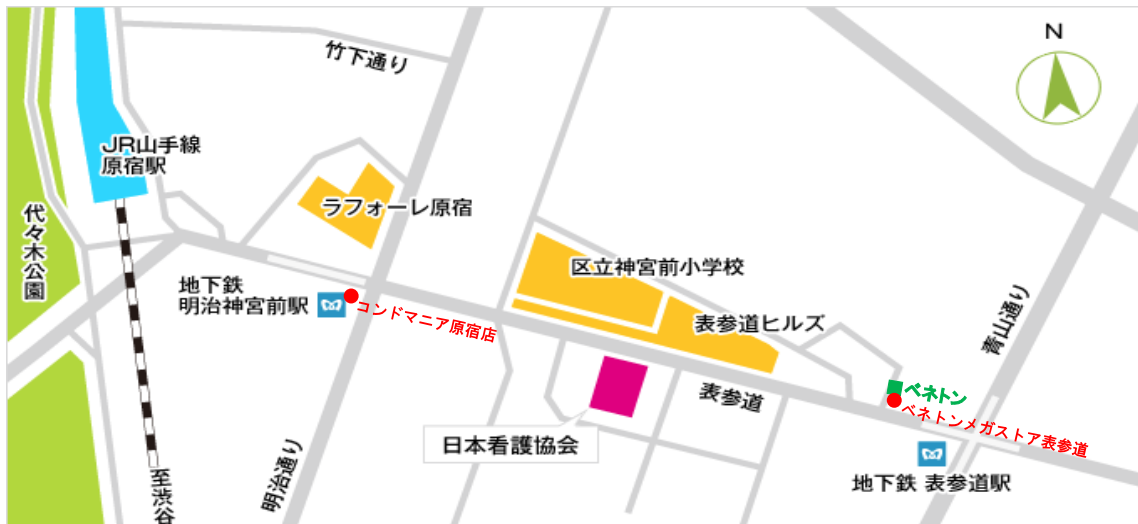 N
竹下通り
JR山手線
原宿駅
ラフォーレ原宿
代々木公園
区立神宮前小学校
地下鉄
明治神宮前駅
コンドマニア原宿店
表参道ヒルズ
青山通り
表参道
ベネトン
ベネトンメガストア表参道
日本看護協会
明治通り
地下鉄 表参道駅
至渋谷